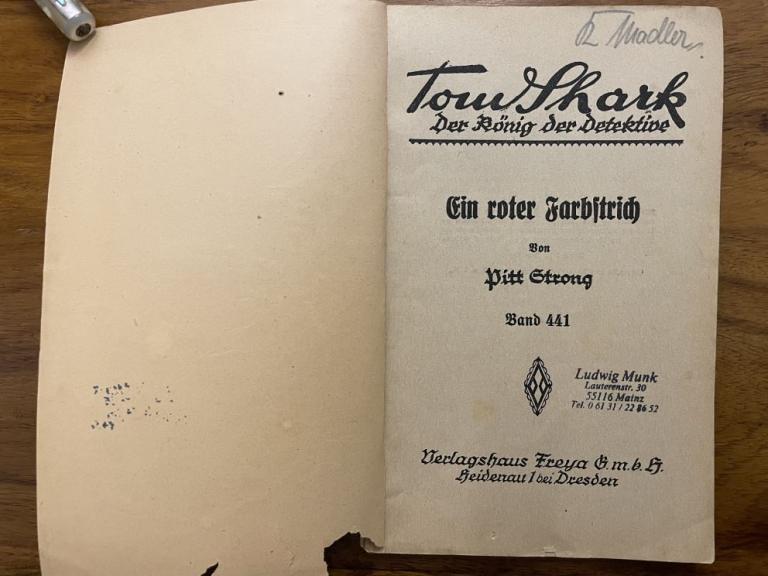 R Madler
Tom Shark
Der König der Detektive
Ein roter Farbstrich
Von
Pitt Strong
Band 441
Ludwig Munk
Lauterenstr. 30
55116 Mainz
Tel. 0 61 31 / 22 86 52
Verlagshaus Freya G.m.b.H.
Heidenau 1 bei Dresden